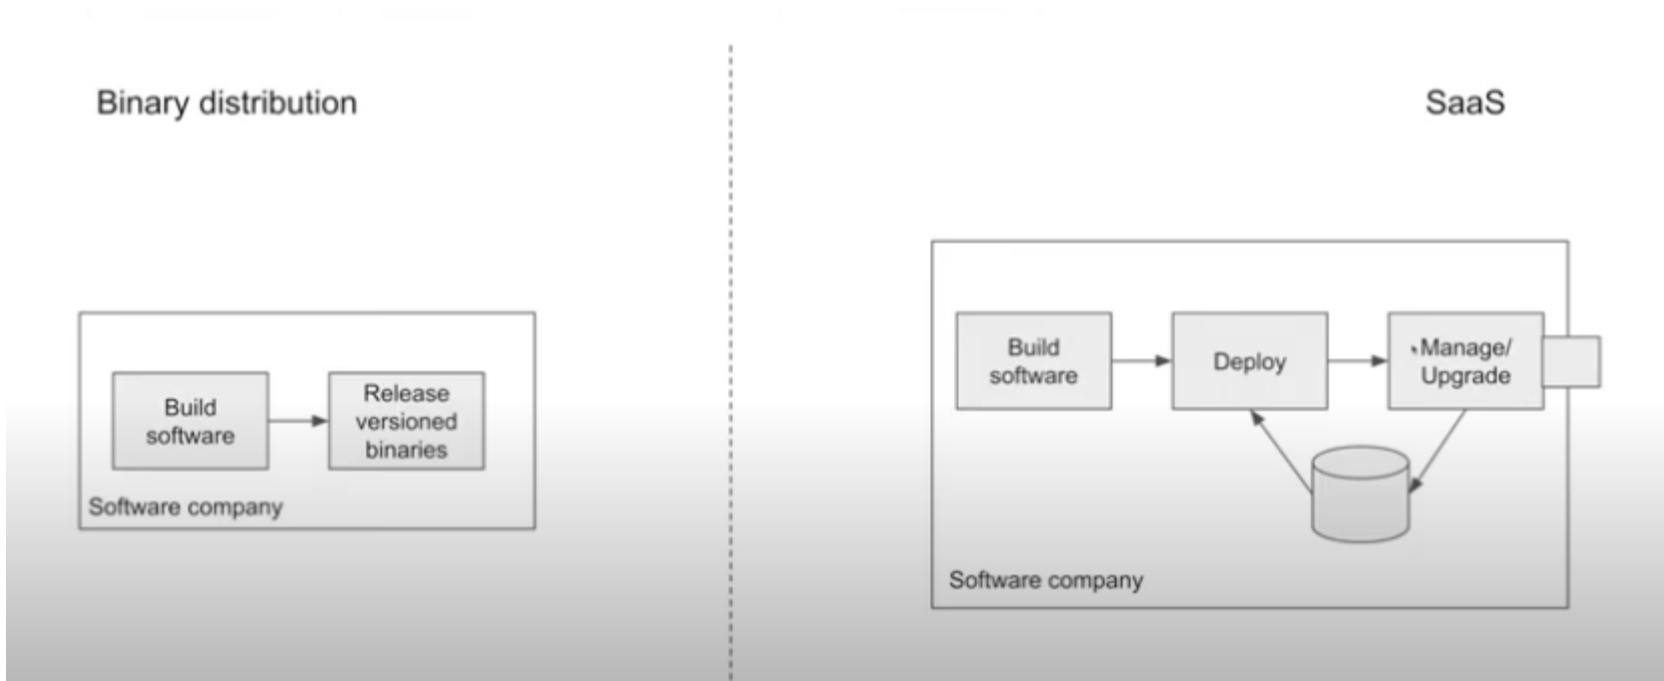 Binary distribution
SaaS
Build
software
Release
versioned
binaries
Software company
Build
software
Deploy
Manage/
Upgrade
Software company